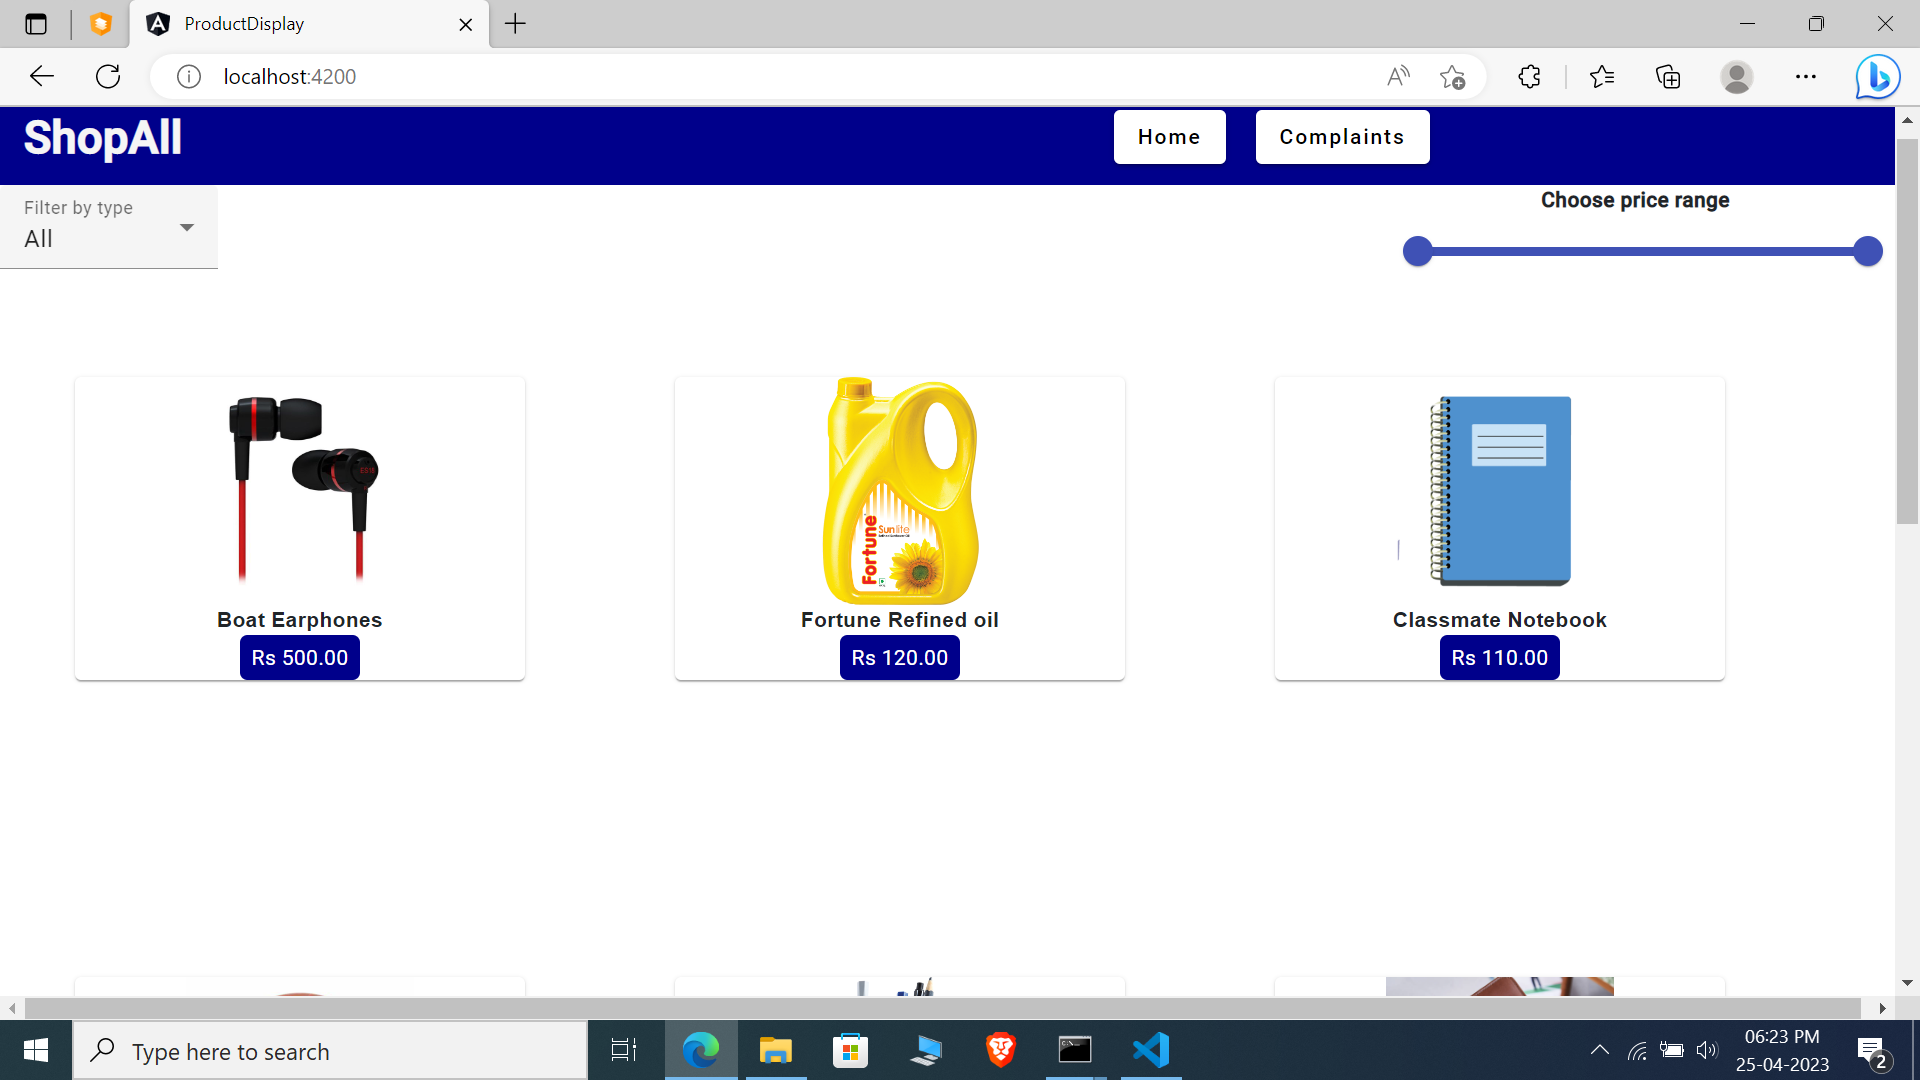 ProductDisplay
localhost:4200
ShopAll
Home
Complaints
Filter by type
All
Choose price range
ES18
Fortune
Sunlite
Boat Earphones
Fortune Refined oil
Classmate Notebook
Rs 500.00
Rs 120.00
Rs 110.00
Type here to search
06:23 PM
25-04-2023
2